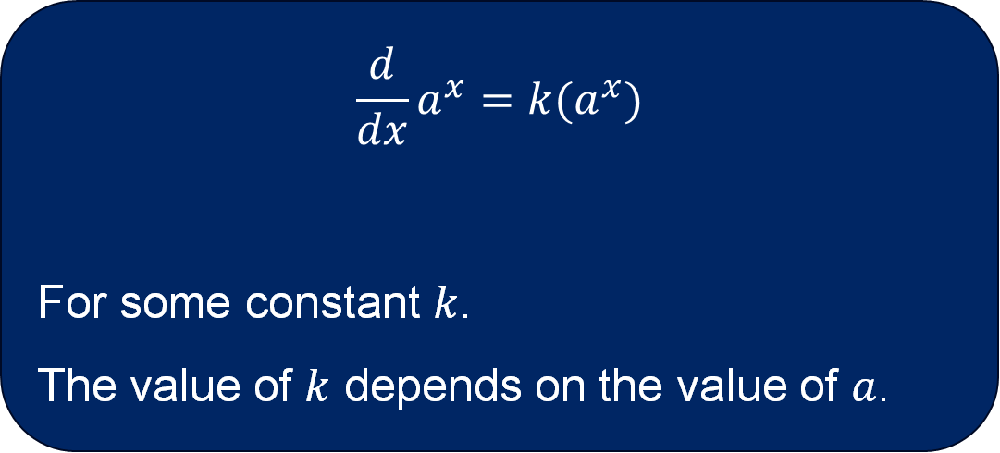 d/dx a^x = k(a^x)
For some constant k.
The value of k depends on the value of a.